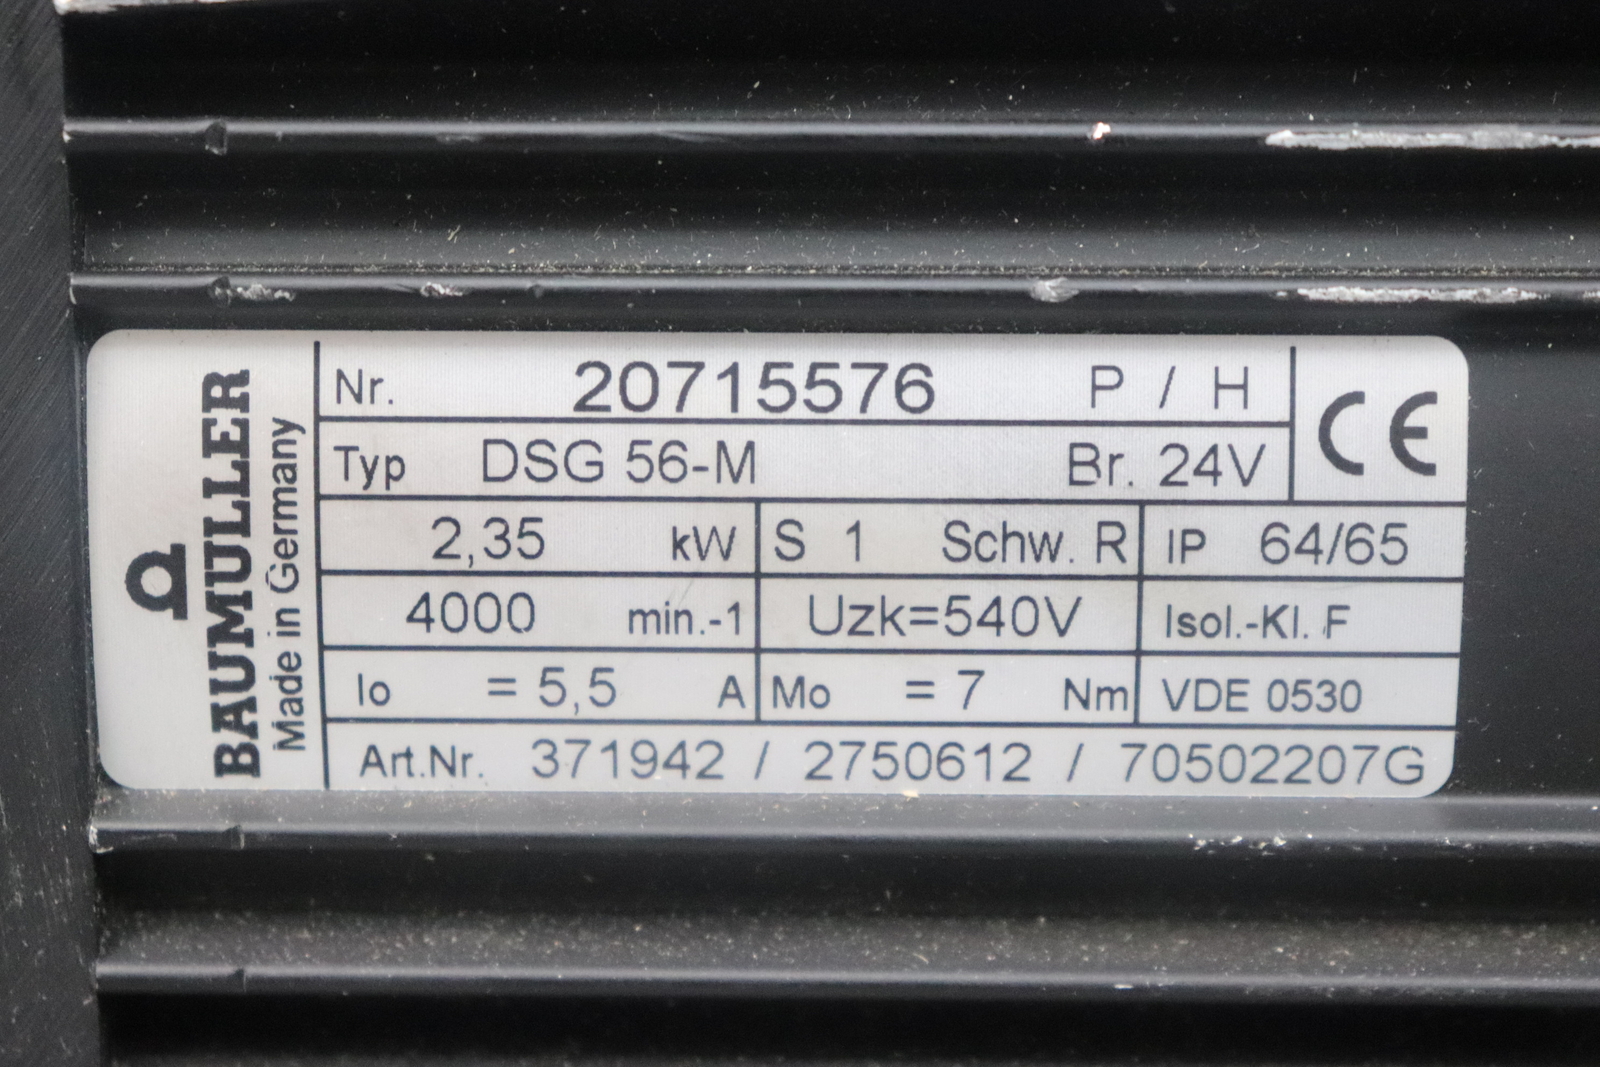 BAUMULLER
Made in Germany
Nr. 20715576 P / H
CE
Typ DSG 56-M Br. 24V
2,35 kW S 1 Schw. R IP 64/65
4000 min.-1 Uzk=540V Isol.-Kl. F
Io = 5,5 A Mo = 7 Nm VDE 0530
Art.Nr. 371942 / 2750612 / 70502207G